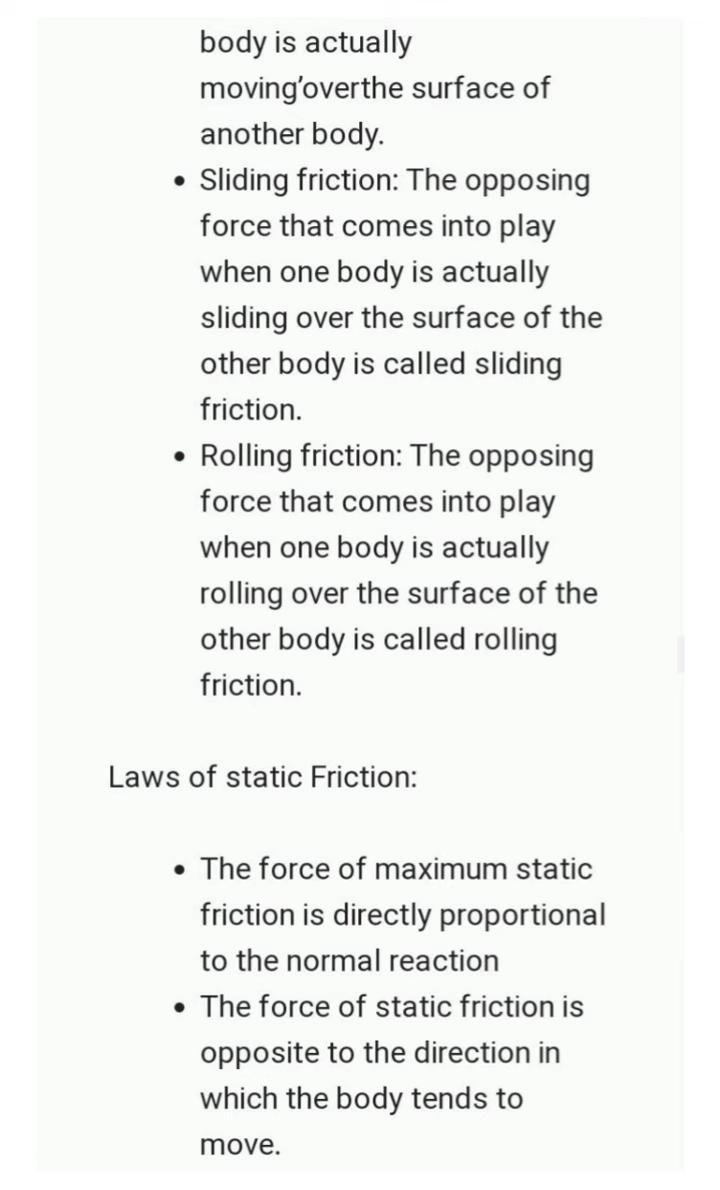 body is actually
moving'overthe surface of
another body.
• Sliding friction: The opposing
force that comes into play
when one body is actually
sliding over the surface of the
other body is called sliding
friction.
• Rolling friction: The opposing
force that comes into play
when one body is actually
rolling over the surface of the
other body is called rolling
friction.
Laws of static Friction:
• The force of maximum static
friction is directly proportional
to the normal reaction
• The force of static friction is
opposite to the direction in
which the body tends to
move.